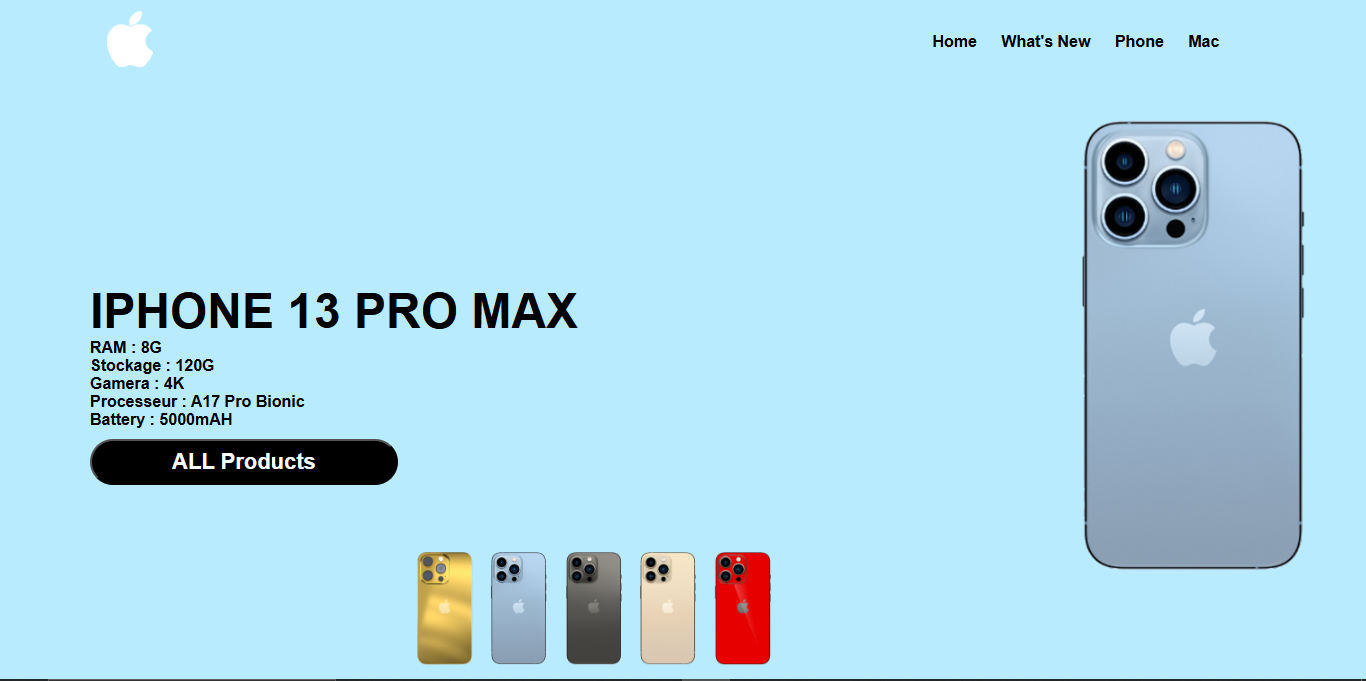 Home What's New Phone Mac
IPHONE 13 PRO MAX
RAM : 8G
Stockage : 120G
Gamera : 4K
Processeur : A17 Pro Bionic
Battery : 5000mAH
ALL Products